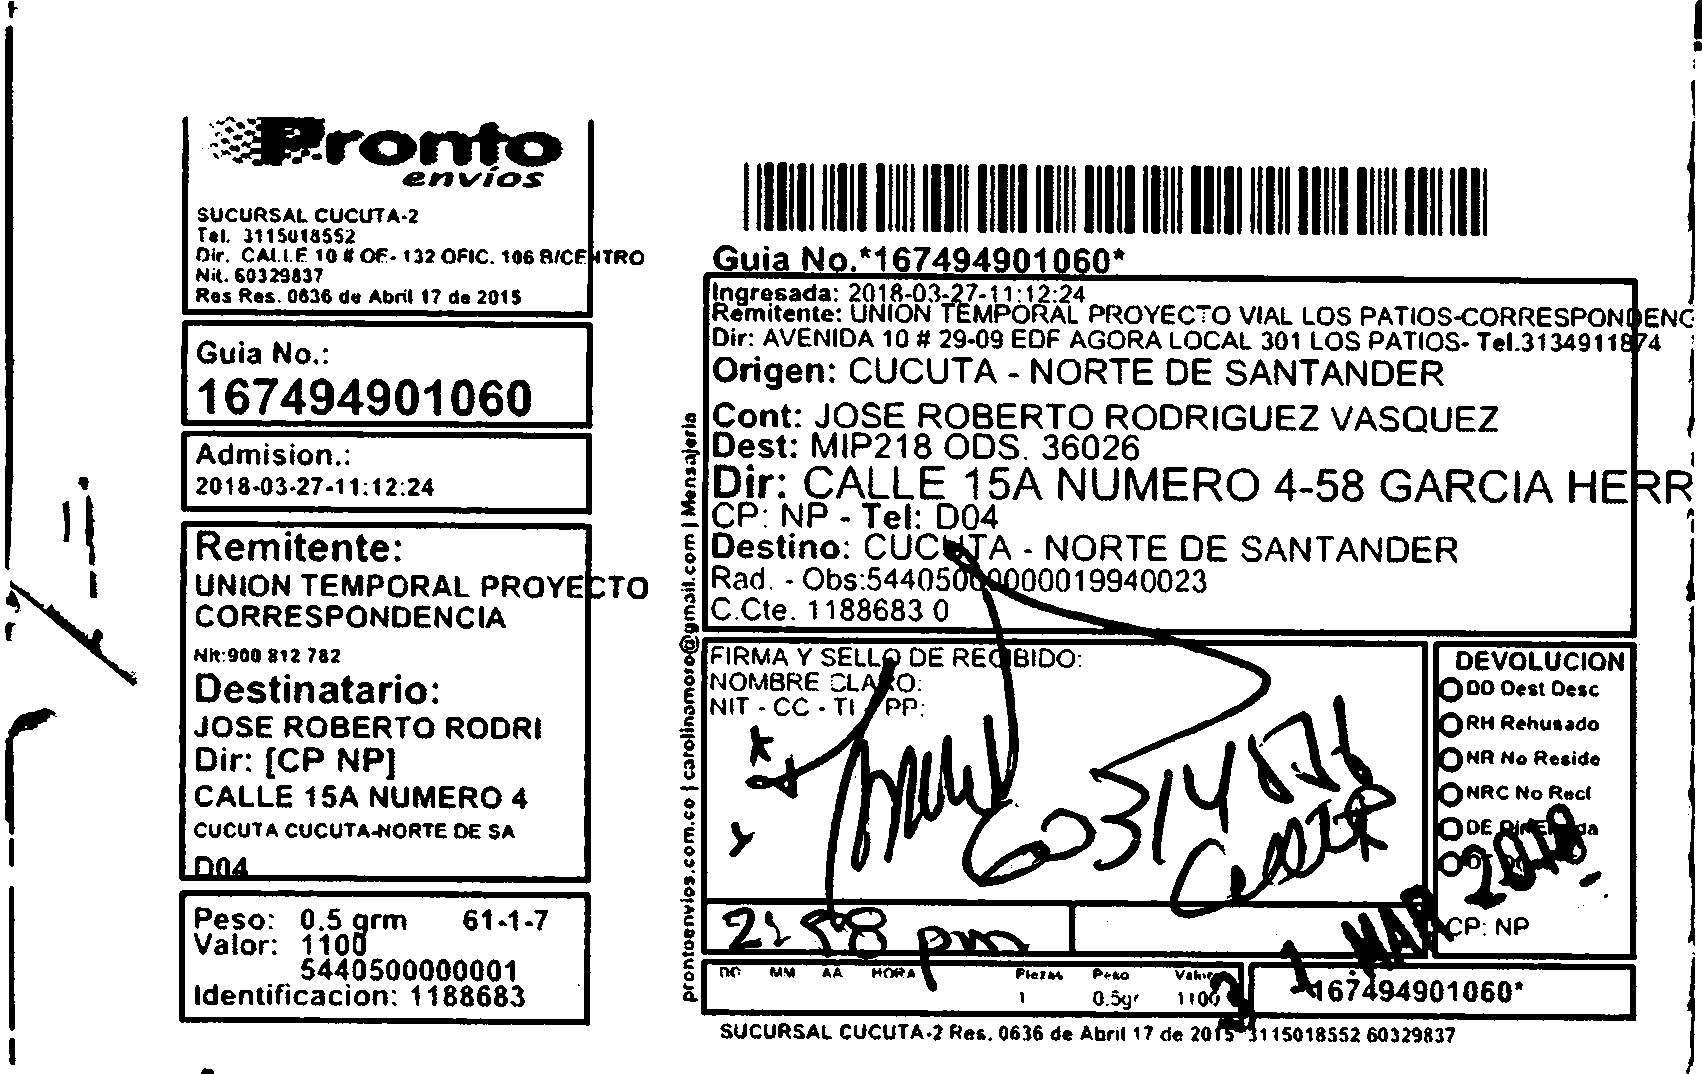 Pronto
envíos
SUCURSAL CUCUTA-2
Tel. 3115018552
Dir. CALLE 10 # OE- 132 OFIC. 106 B/CENTRO
Nit. 60329837
Res Res. 0636 de Abril 17 de 2015
Guia No.:
167494901060
Admision.:
2018-03-27-11:12:24
Remitente:
UNION TEMPORAL PROYECTO
CORRESPONDENCIA
Nit:900 812 782
Destinatario:
JOSE ROBERTO RODRI
Dir: [CP NP]
CALLE 15A NUMERO 4
CUCUTA CUCUTA-NORTE DE SA
D04
Peso: 0.5 grm 61-1-7
Valor: 1100
5440500000001
Identificacion: 1188683
prontoenvios.com.co | carolinamoro@gmail.com | Mensajeria
Guia No.*167494901060*
Ingresada: 2018-03-27-11:12:24
Remitente: UNION TEMPORAL PROYECTO VIAL LOS PATIOS-CORRESPONDENC
Dir: AVENIDA 10 # 29-09 EDF AGORA LOCAL 301 LOS PATIOS- Tel.3134911874
Origen: CUCUTA - NORTE DE SANTANDER
Cont: JOSE ROBERTO RODRIGUEZ VASQUEZ
Dest: MIP218 ODS. 36026
Dir: CALLE 15A NUMERO 4-58 GARCIA HERR
CP: NP - Tel: D04
Destino: CUCUTA - NORTE DE SANTANDER
Rad. - Obs:544050000000019940023
C.Cte. 1188683 0
FIRMA Y SELLO DE RECIBIDO:
NOMBRE CLARO:
NIT - CC - TI - PP:
pm
DD MM AA HORA Piezas Peso Valor
1 0.5gr 1100
DEVOLUCION
DD Dest Desc
RH Rehusado
NR No Reside
NRC No Recl
DE
CP: NP
MAR 2018
*167494901060*
SUCURSAL CUCUTA-2 Res. 0636 de Abril 17 de 2015 3115018552 60329837